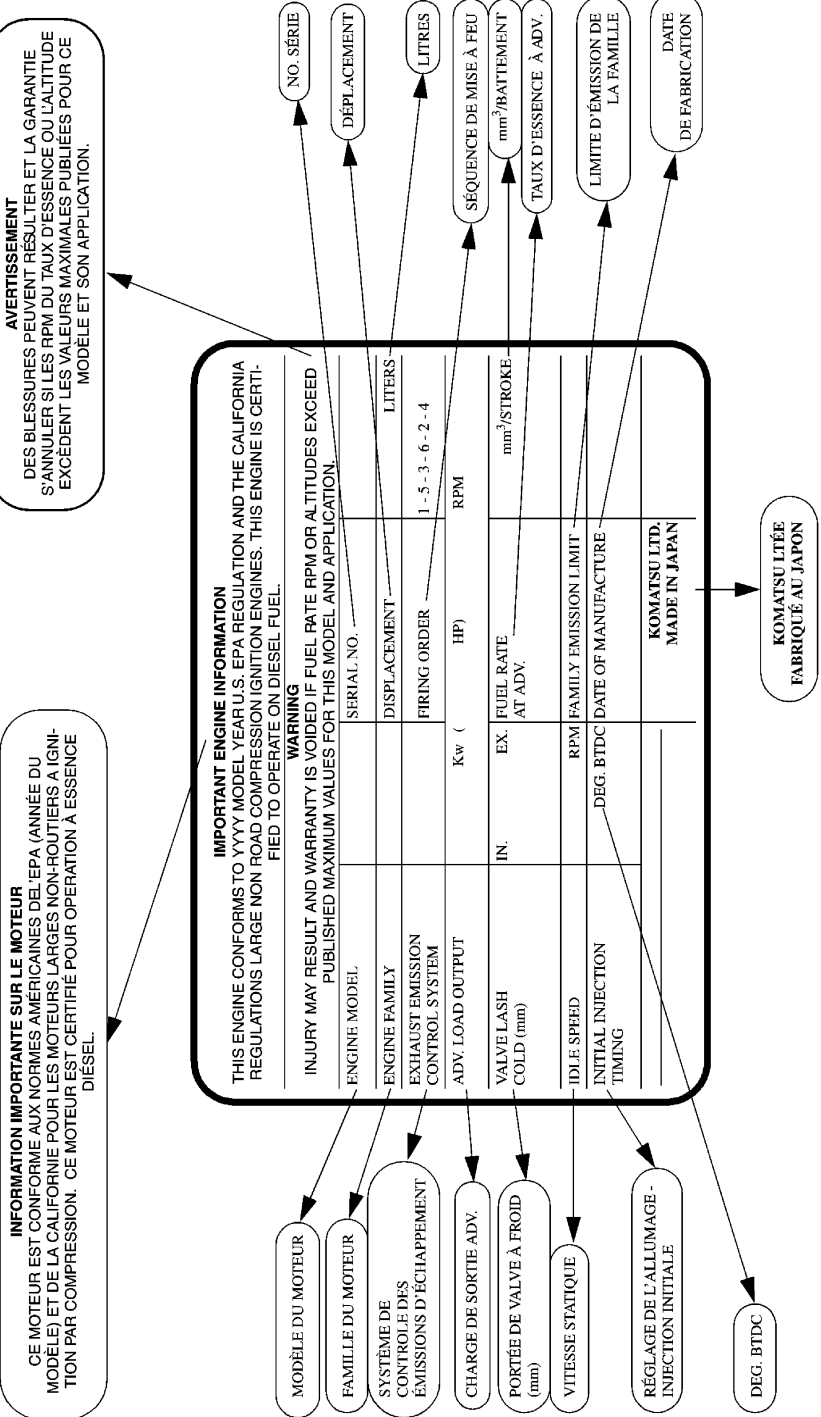 INFORMATION IMPORTANTE SUR LE MOTEUR
CE MOTEUR EST CONFORME AUX NORMES AMÉRICAINES DEL'EPA (ANNÉE DU
MODÈLE) ET DE LA CALIFORNIE POUR LES MOTEURS LARGES NON-ROUTIERS A IGNI-
TION PAR COMPRESSION. CE MOTEUR EST CERTIFIÉ POUR OPERATION À ESSENCE
DIÉSEL.
AVERTISSEMENT
DES BLESSURES PEUVENT RÉSULTER ET LA GARANTIE
S'ANNULER SI LES RPM DU TAUX D'ESSENCE OU L'ALTITUDE
EXCÈDENT LES VALEURS MAXIMALES PUBLIÉES POUR CE
MODÈLE ET SON APPLICATION.
IMPORTANT ENGINE INFORMATION
THIS ENGINE CONFORMS TO YYYY MODEL YEAR U.S. EPA REGULATION AND THE CALIFORNIA
REGULATIONS LARGE NON ROAD COMPRESSION IGNITION ENGINES. THIS ENGINE IS CERTI-
FIED TO OPERATE ON DIESEL FUEL.
WARNING
INJURY MAY RESULT AND WARRANTY IS VOIDED IF FUEL RATE RPM OR ALTITUDES EXCEED
PUBLISHED MAXIMUM VALUES FOR THIS MODEL AND APPLICATION.
ENGINE MODEL
SERIAL NO.
ENGINE FAMILY
DISPLACEMENT
LITERS
EXHAUST EMISSION
CONTROL SYSTEM
FIRING ORDER
1 - 5 - 3 - 6 - 2 - 4
ADV. LOAD OUTPUT
Kw (
HP)
RPM
VALVE LASH
COLD (mm)
IN.
EX.
FUEL RATE
AT ADV.
mm³/STROKE
IDLE SPEED
RPM
FAMILY EMISSION LIMIT
INITIAL INJECTION
TIMING
DEG. BTDC
DATE OF MANUFACTURE
KOMATSU LTD.
MADE IN JAPAN
MODÈLE DU MOTEUR
FAMILLE DU MOTEUR
SYSTÈME DE
CONTROLE DES
ÉMISSIONS D'ÉCHAPPEMENT
CHARGE DE SORTIE ADV.
PORTÉE DE VALVE À FROID
(mm)
VITESSE STATIQUE
RÉGLAGE DE L'ALLUMAGE -
INJECTION INITIALE
DEG. BTDC
NO. SÉRIE
DÉPLACEMENT
LITRES
SÉQUENCE DE MISE À FEU
mm³/BATTEMENT
TAUX D'ESSENCE À ADV.
LIMITE D'ÉMISSION DE
LA FAMILLE
DATE
DE FABRICATION
KOMATSU LTÉE
FABRIQUÉ AU JAPON